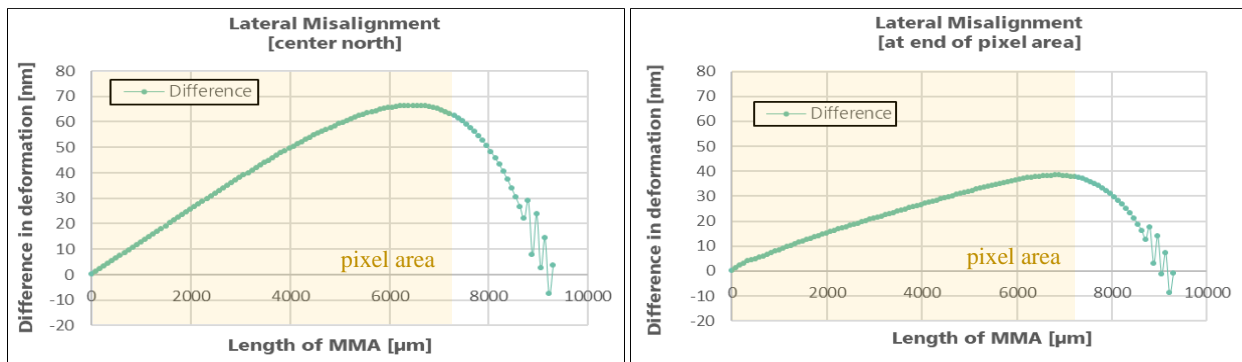 Lateral Misalignment
[center north]
Difference in deformation [nm]
80
70
60
50
40
30
20
10
0
-10
-20
Difference
pixel area
0 2000 4000 6000 8000 10000
Length of MMA [µm]
Lateral Misalignment
[at end of pixel area]
Difference in deformation [nm]
80
70
60
50
40
30
20
10
0
-10
-20
Difference
pixel area
0 2000 4000 6000 8000 10000
Length of MMA [µm]